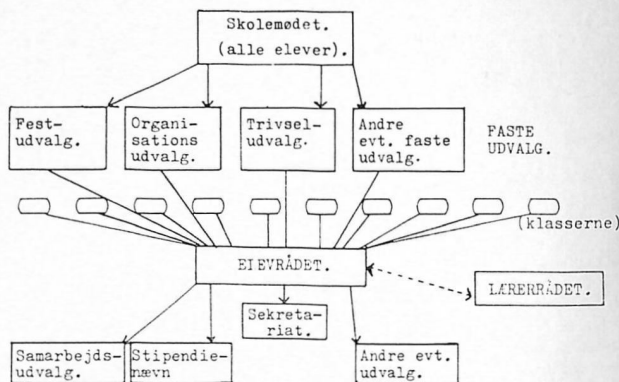 Skolemødet.
(alle elever).
Fest-
udvalg.
Organi-
sations
udvalg.
Trivsel-
udvalg.
Andre
evt. faste
udvalg.
FASTE
UDVALG.
(klasserne)
ELEVRÅDET.
LÆRERRÅDET.
Sekreta-
riat.
Samarbejds-
udvalg.
Stipendie-
nævn
Andre evt.
udvalg.